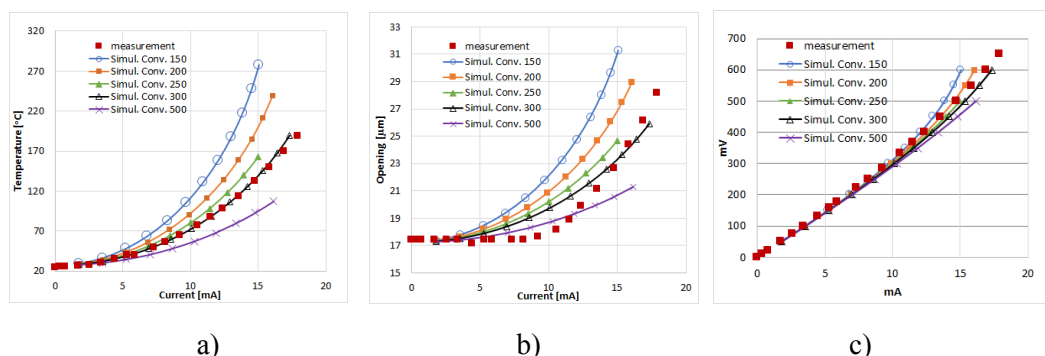 320
270
220
170
120
70
20
Temperature [°C]
measurement
Simul. Conv. 150
Simul. Conv. 200
Simul. Conv. 250
Simul. Conv. 300
Simul. Conv. 500
0 5 10 15 20
Current [mA]
a)
33
31
29
27
25
23
21
19
17
15
Opening [µm]
measurement
Simul. Conv. 150
Simul. Conv. 200
Simul. Conv. 250
Simul. Conv. 300
Simul. Conv. 500
0 5 10 15 20
Current [mA]
b)
700
600
500
400
300
200
100
0
mV
measurement
Simul. Conv. 150
Simul. Conv. 200
Simul. Conv. 250
Simul. Conv. 300
Simul. Conv. 500
0 5 10 15 20
mA
c)